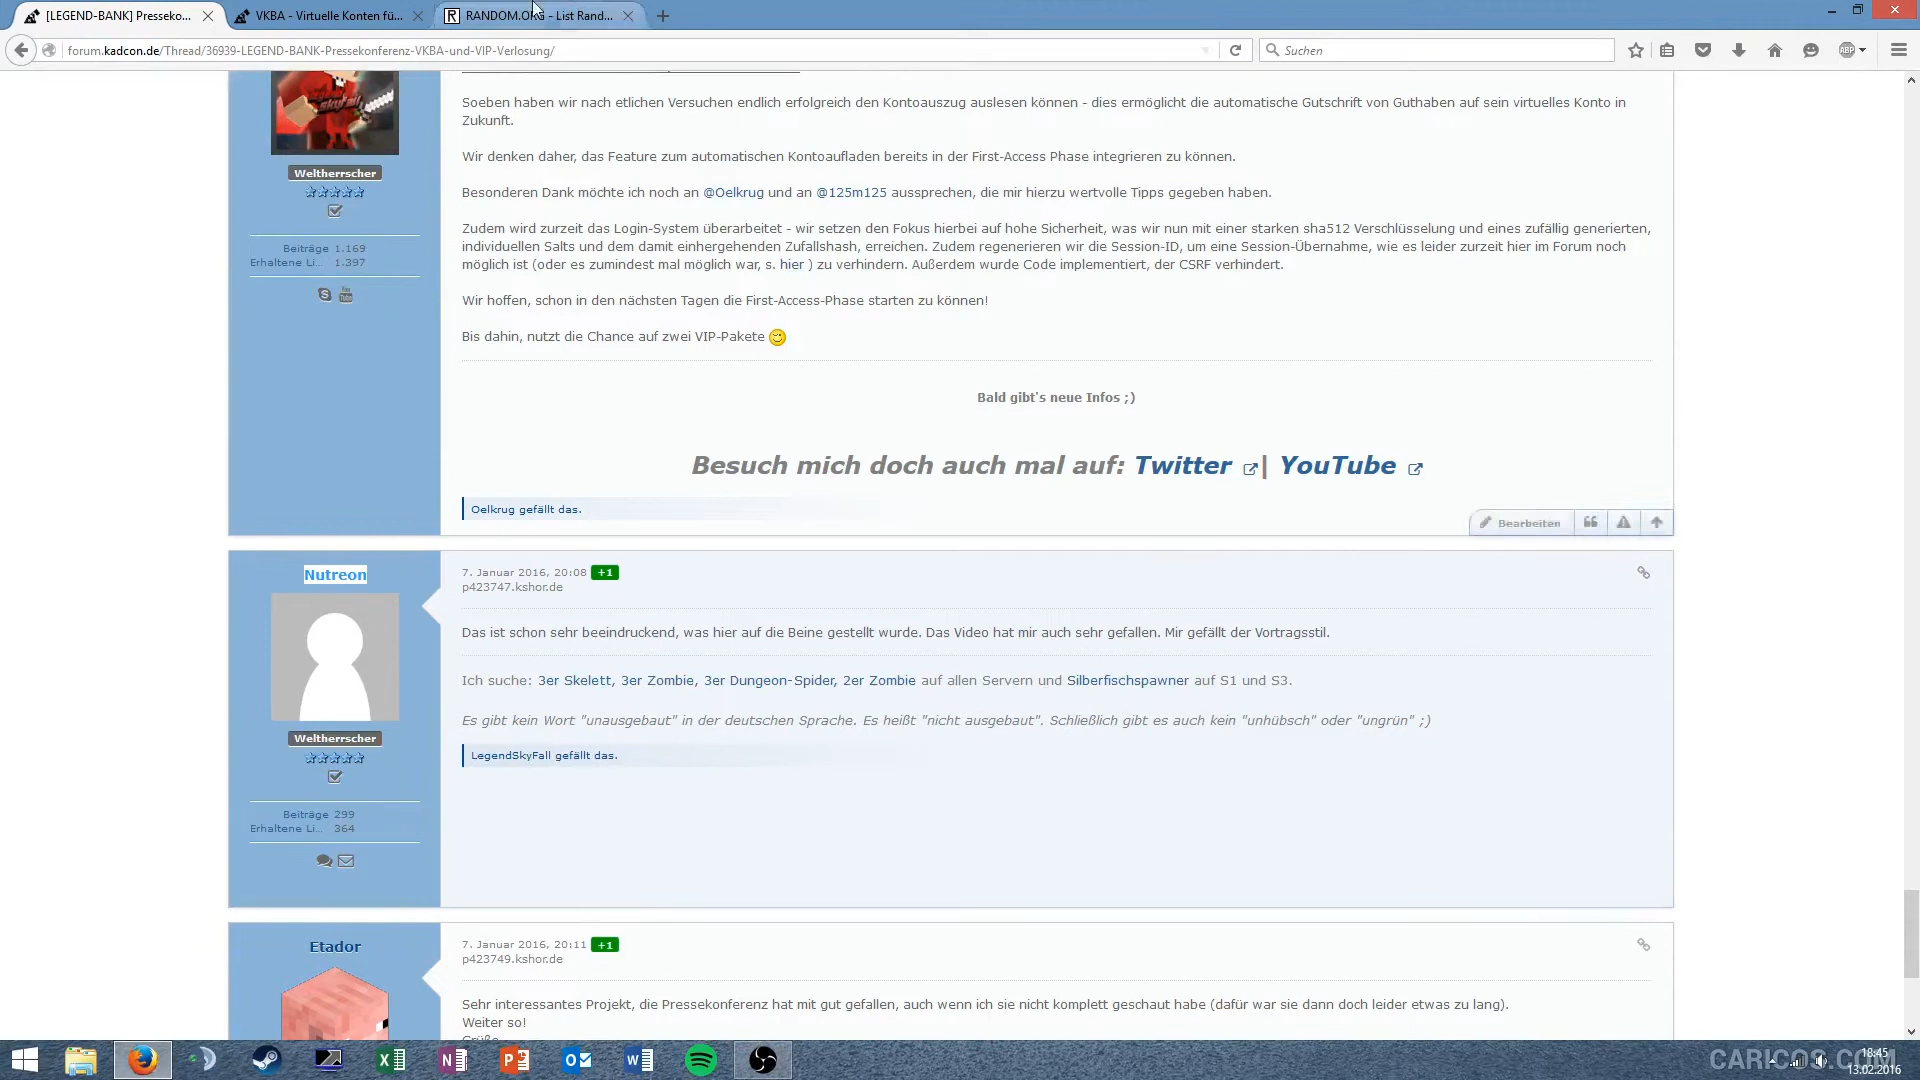 [LEGEND-BANK] Presseko...
VKBA - Virtuelle Konten fü...
RANDOM.ORG - List Rand...
forum.kadcon.de/Thread/36939-LEGEND-BANK-Pressekonferenz-VKBA-und-VIP-Verlosung/
Suchen
ABP
Soeben haben wir nach etlichen Versuchen endlich erfolgreich den Kontoauszug auslesen können - dies ermöglicht die automatische Gutschrift von Guthaben auf sein virtuelles Konto in
Zukunft.
Wir denken daher, das Feature zum automatischen Kontoaufladen bereits in der First-Access Phase integrieren zu können.
Weltherrscher
Besonderen Dank möchte ich noch an @Oelkrug und an @125m125 aussprechen, die mir hierzu wertvolle Tipps gegeben haben.
Beiträge 1.169
Erhaltene Li... 1.397
Zudem wird zurzeit das Login-System überarbeitet - wir setzen den Fokus hierbei auf hohe Sicherheit, was wir nun mit einer starken sha512 Verschlüsselung und eines zufällig generierten,
individuellen Salts und dem damit einhergehenden Zufallshash, erreichen. Zudem regenerieren wir die Session-ID, um eine Session-Übernahme, wie es leider zurzeit hier im Forum noch
möglich ist (oder es zumindest mal möglich war, s. hier ) zu verhindern. Außerdem wurde Code implementiert, der CSRF verhindert.
Wir hoffen, schon in den nächsten Tagen die First-Access-Phase starten zu können!
Bis dahin, nutzt die Chance auf zwei VIP-Pakete
Bald gibt's neue Infos ;)
Besuch mich doch auch mal auf: Twitter | YouTube
Oelkrug gefällt das.
Bearbeiten
Nutreon
7. Januar 2016, 20:08 +1
p423747.kshor.de
Das ist schon sehr beeindruckend, was hier auf die Beine gestellt wurde. Das Video hat mir auch sehr gefallen. Mir gefällt der Vortragsstil.
Ich suche: 3er Skelett, 3er Zombie, 3er Dungeon-Spider, 2er Zombie auf allen Servern und Silberfischspawner auf S1 und S3.
Es gibt kein Wort "unausgebaut" in der deutschen Sprache. Es heißt "nicht ausgebaut". Schließlich gibt es auch kein "unhübsch" oder "ungrün" ;)
Weltherrscher
LegendSkyFall gefällt das.
Beiträge 299
Erhaltene Li... 364
Etador
7. Januar 2016, 20:11 +1
p423749.kshor.de
Sehr interessantes Projekt, die Pressekonferenz hat mit gut gefallen, auch wenn ich sie nicht komplett geschaut habe (dafür war sie dann doch leider etwas zu lang).
Weiter so!
Grüße
CARICOS.COM
18:45
13.02.2016